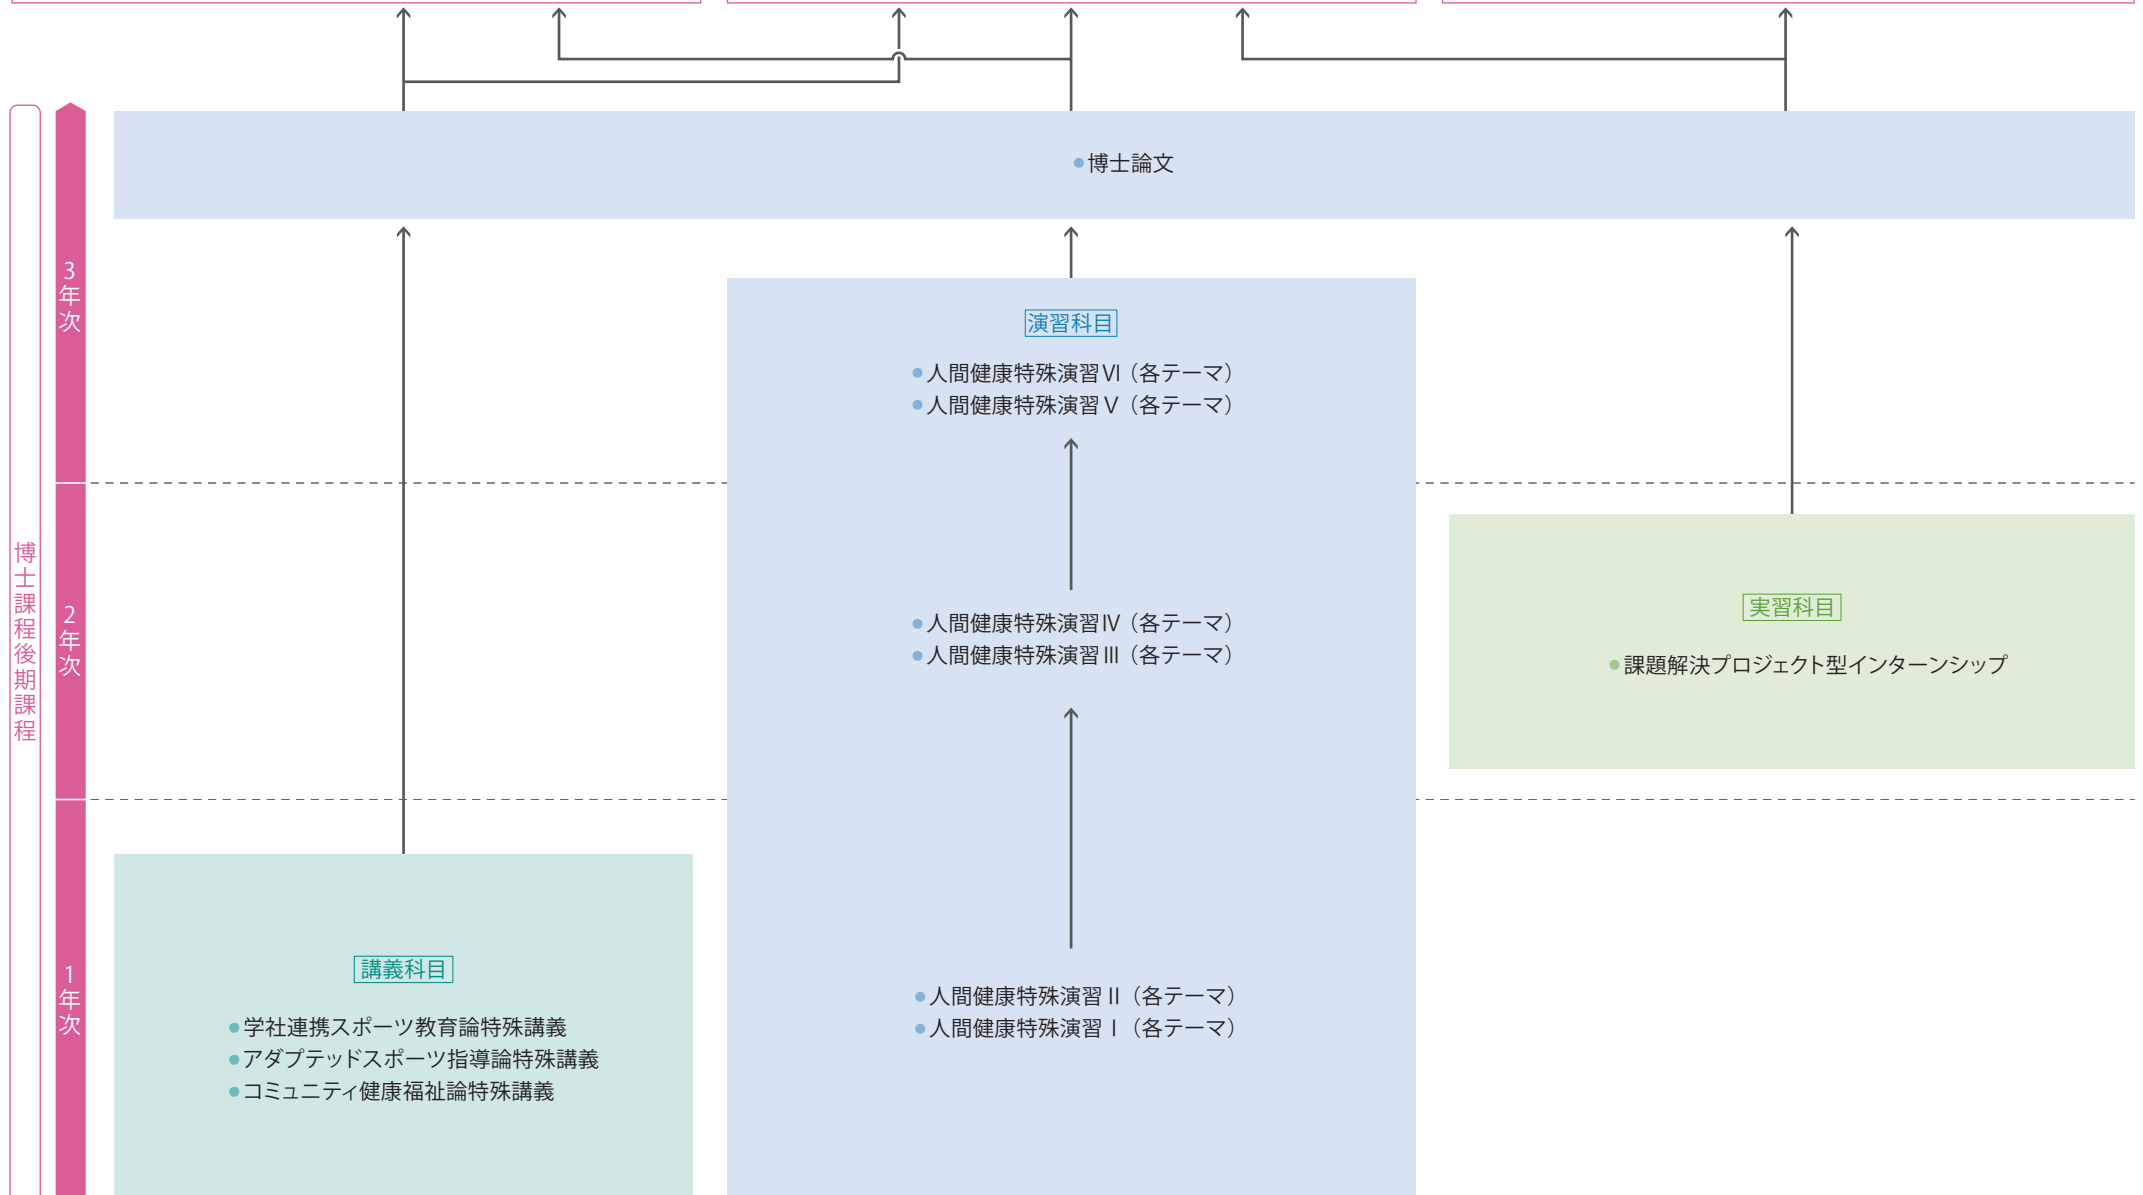 ●博士論文
博士課程後期課程
3年次
演習科目
●人間健康特殊演習Ⅵ（各テーマ）
●人間健康特殊演習Ⅴ（各テーマ）
2年次
●人間健康特殊演習Ⅳ（各テーマ）
●人間健康特殊演習Ⅲ（各テーマ）
実習科目
●課題解決プロジェクト型インターンシップ
1年次
講義科目
●学社連携スポーツ教育論特殊講義
●アダプテッドスポーツ指導論特殊講義
●コミュニティ健康福祉論特殊講義
●人間健康特殊演習Ⅱ（各テーマ）
●人間健康特殊演習Ⅰ（各テーマ）